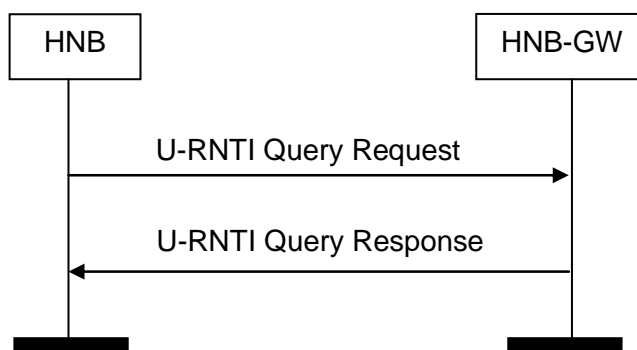 HNB
HNB-GW
U-RNTI Query Request
U-RNTI Query Response